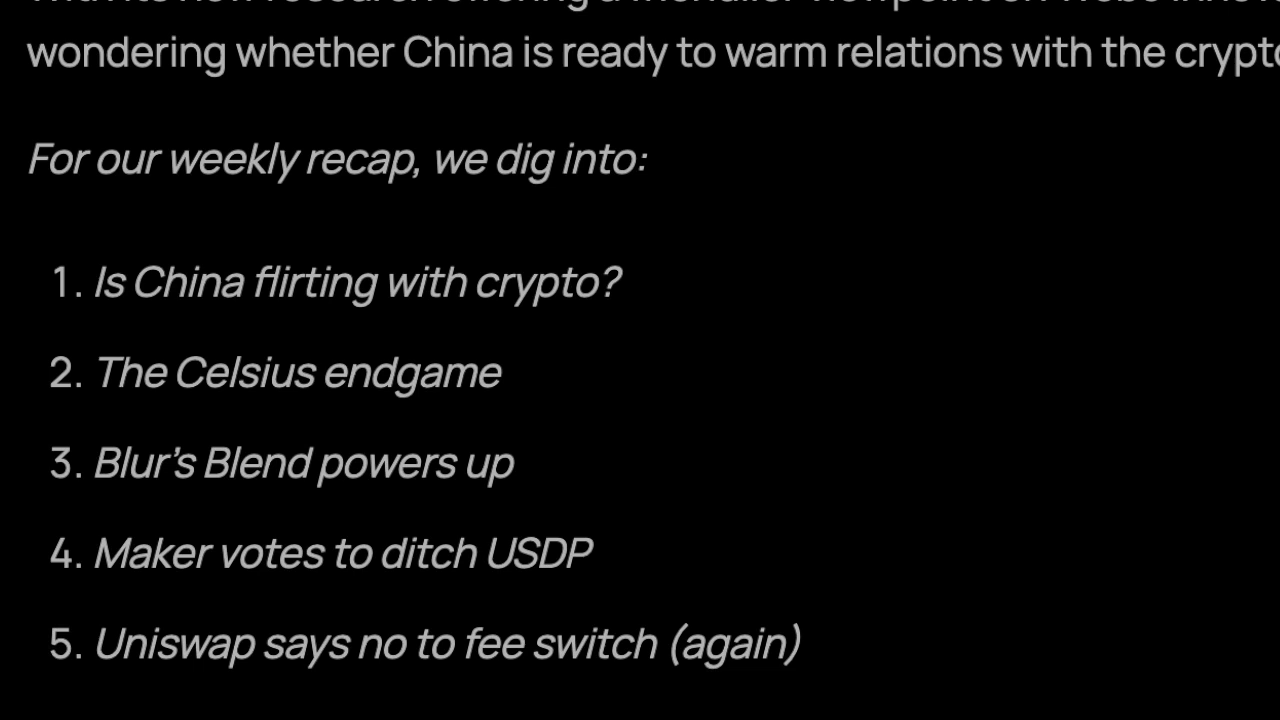 wondering whether China is ready to warm relations with the
For our weekly recap, we dig into:
1. Is China flirting with crypto?
2. The Celsius endgame
3. Blur's Blend powers up
4. Maker votes to ditch USDP
5. Uniswap says no to fee switch (again)